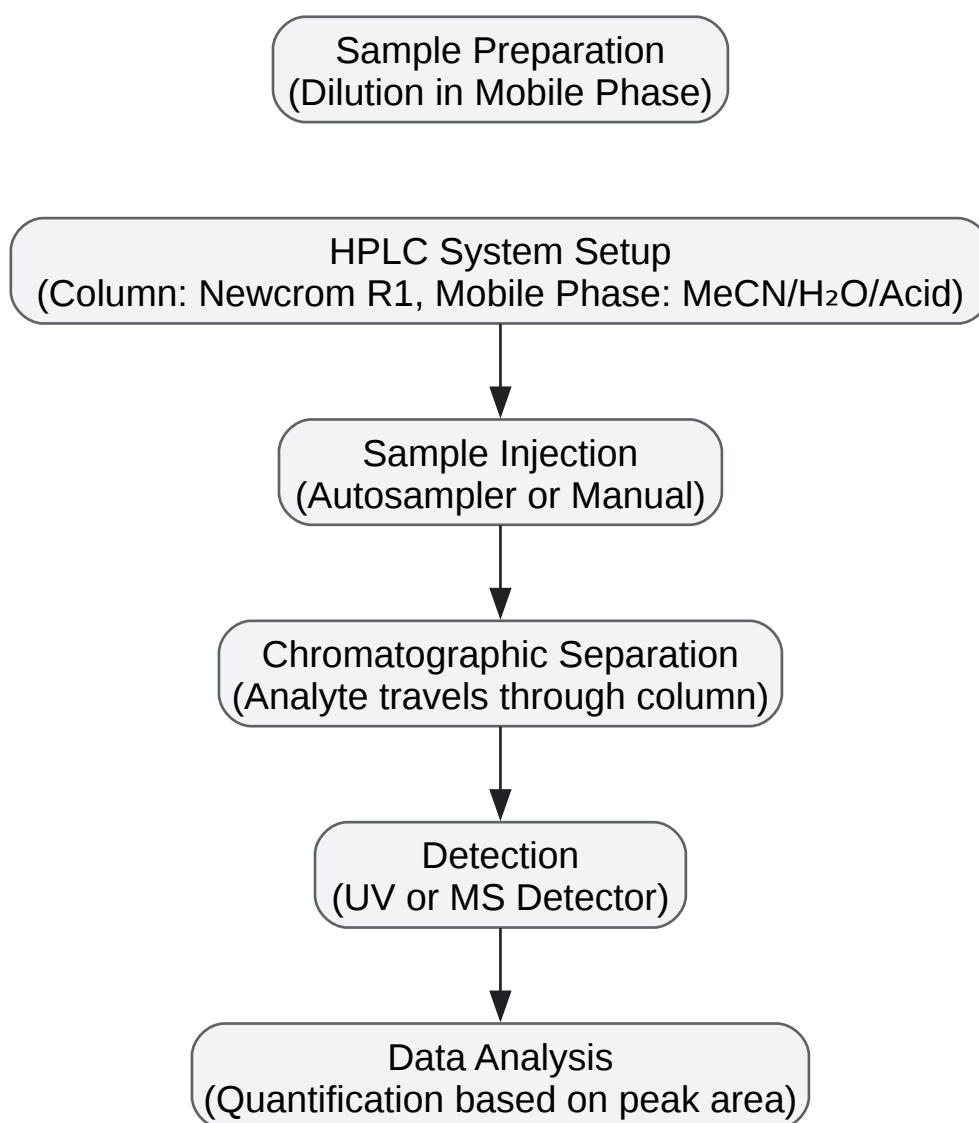 Sample Preparation
(Dilution in Mobile Phase)
HPLC System Setup
(Column: Newcrom R1, Mobile Phase: MeCN/H₂O/Acid)
Sample Injection
(Autosampler or Manual)
Chromatographic Separation
(Analyte travels through column)
Detection
(UV or MS Detector)
Data Analysis
(Quantification based on peak area)